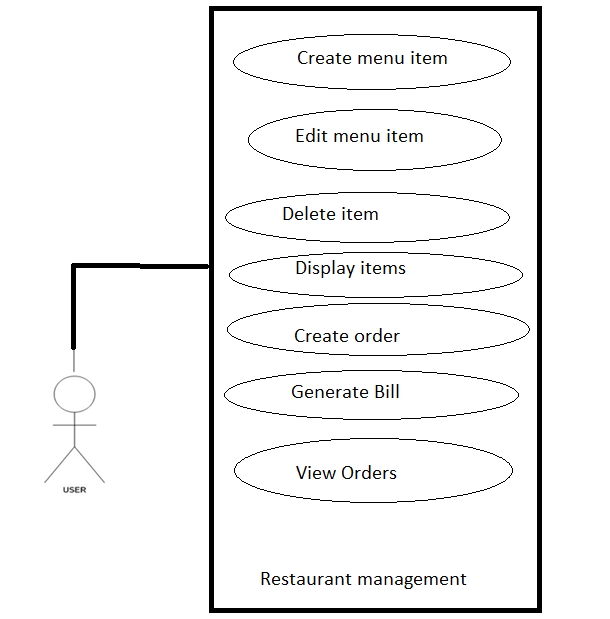 Create menu item
Edit menu item
Delete item
Display items
Create order
Generate Bill
View Orders
USER
Restaurant management